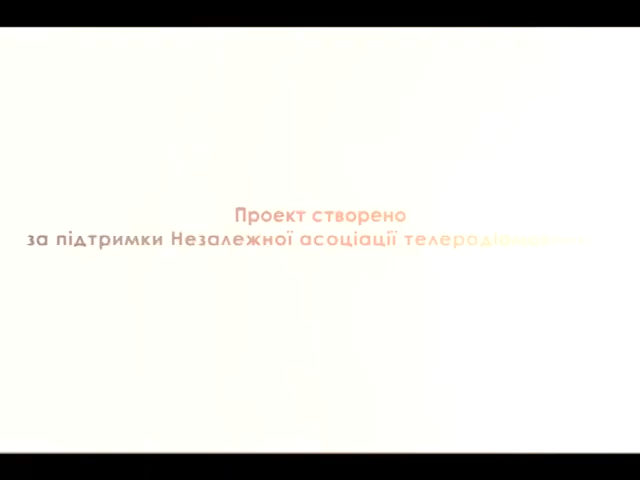 Проект створено
за підтримки Незалежної асоціації